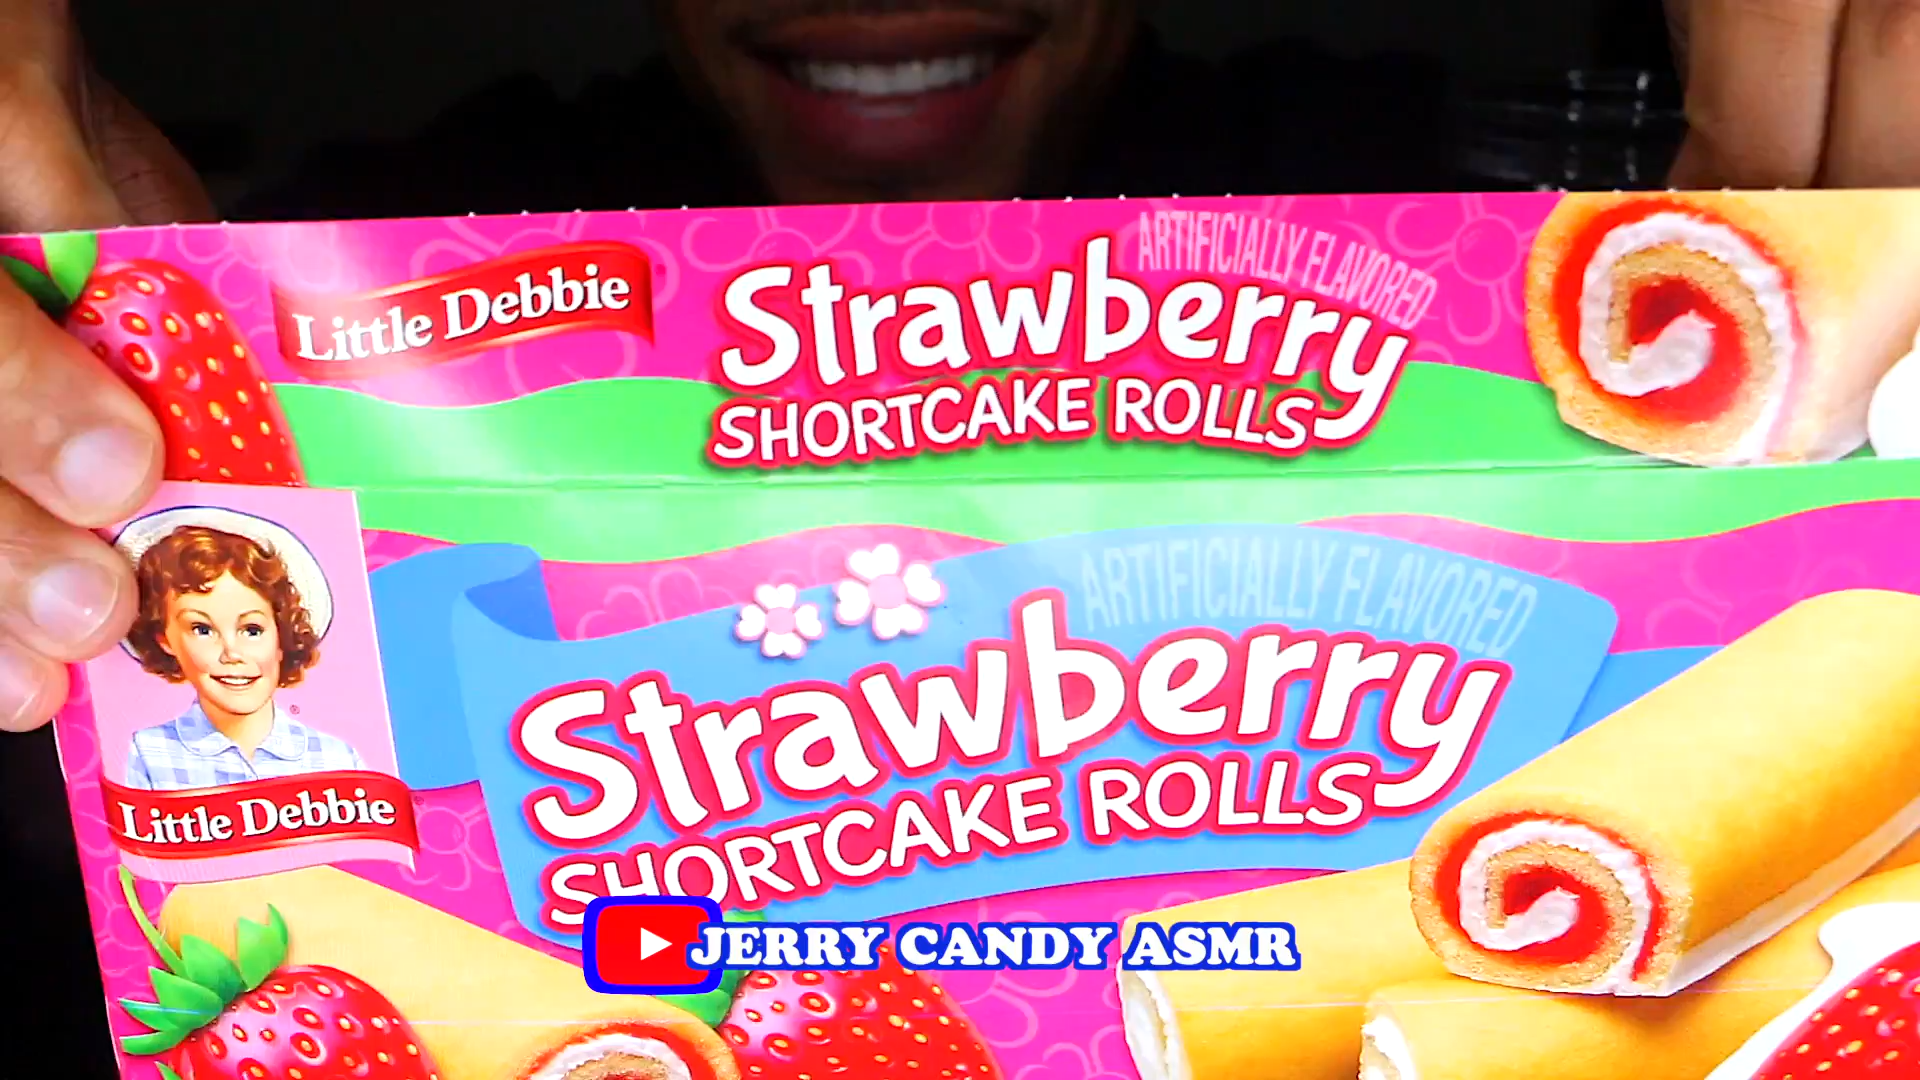 ARTIFICIALLY FLAVORED
Little Debbie
Strawberry
SHORTCAKE ROLLS
ARTIFICIALLY FLAVORED
Strawberry
SHORTCAKE ROLLS
®
Little Debbie
JERRY CANDY ASMR